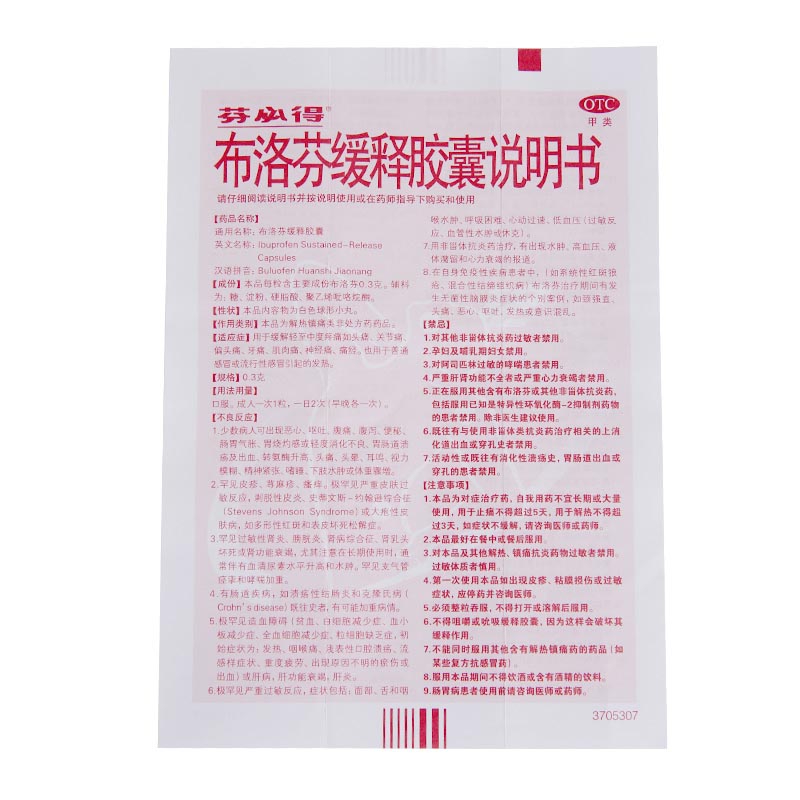 芬必得®
OTC
甲类
布洛芬缓释胶囊说明书
请仔细阅读说明书并按说明使用或在药师指导下购买和使用
【药品名称】
通用名称：布洛芬缓释胶囊
英文名称：Ibuprofen Sustained-Release
Capsules
汉语拼音：Buluofen Huanshi Jiaonang
【成份】本品每粒含主要成份布洛芬0.3克。辅料
为：糖、淀粉、硬脂酸、聚乙烯吡咯烷酮。
【性状】本品内容物为白色球形小丸。
【作用类别】本品为解热镇痛类非处方药药品。
【适应症】用于缓解轻至中度疼痛如头痛、关节痛、
偏头痛、牙痛、肌肉痛、神经痛、痛经。也用于普通
感冒或流行性感冒引起的发热。
【规格】0.3克
【用法用量】
口服。成人一次1粒，一日2次（早晚各一次）。
【不良反应】
1.少数病人可出现恶心、呕吐、腹痛、腹泻、便秘、
肠胃气胀、胃烧灼感或轻度消化不良、胃肠道溃
疡及出血、转氨酶升高、头痛、头晕、耳鸣、视力
模糊、精神紧张、嗜睡、下肢水肿或体重骤增。
2.罕见皮疹、荨麻疹、瘙痒。极罕见严重皮肤过
敏反应，剥脱性皮炎、史蒂文斯-约翰逊综合征
（Stevens Johnson Syndrome）或大疱性皮
肤病，如多形性红斑和表皮坏死松解症。
3.罕见过敏性肾炎、膀胱炎、肾病综合征、肾乳头
坏死或肾功能衰竭，尤其注意在长期使用时，通
常伴有血清尿素水平升高和水肿。罕见支气管
痉挛和哮喘加重。
4.有肠道疾病，如溃疡性结肠炎和克隆氏病（
Crohn's disease）既往史者，有可能加重病情。
5.极罕见造血障碍（贫血、白细胞减少症、血小
板减少症、全血细胞减少症、粒细胞缺乏症，初
始症状为：发热、咽喉痛、浅表性口腔溃疡、流
感样症状、重度疲劳、出现原因不明的瘀伤或
出血）或肝病，肝功能衰竭，肝炎。
6.极罕见严重过敏反应，症状包括：面部、舌和咽
喉水肿、呼吸困难、心动过速、低血压（过敏反
应、血管性水肿或休克）。
7.用非甾体抗炎药治疗，有出现水肿、高血压、液
体潴留和心力衰竭的报道。
8.在自身免疫性疾病患者中，（如系统性红斑狼
疮、混合性结缔组织病）布洛芬治疗期间有发
生无菌性脑膜炎症状的个别案例，如颈强直、
头痛、恶心、呕吐、发热或意识混乱。
【禁忌】
1.对其他非甾体抗炎药过敏者禁用。
2.孕妇及哺乳期妇女禁用。
3.对阿司匹林过敏的哮喘患者禁用。
4.严重肝肾功能不全者或严重心力衰竭者禁用。
5.正在服用其他含有布洛芬或其他非甾体抗炎药，
包括服用已知是特异性环氧化酶-2抑制剂药物
的患者禁用。除非医生建议使用。
6.既往有与使用非甾体类抗炎药治疗相关的上消
化道出血或穿孔史者禁用。
7.活动性或既往有消化性溃疡史，胃肠道出血或
穿孔的患者禁用。
【注意事项】
1.本品为对症治疗药，自我用药不宜长期或大量
使用，用于止痛不得超过5天，用于解热不得超
过3天，如症状不缓解，请咨询医师或药师。
2.本品最好在餐中或餐后服用。
3.对本品及其他解热、镇痛抗炎药物过敏者禁用。
过敏体质者慎用。
4.第一次使用本品如出现皮疹、粘膜损伤或过敏
症状，应停药并咨询医师。
5.必须整粒吞服，不得打开或溶解后服用。
6.不得咀嚼或吮吸缓释胶囊，因为这样会破坏其
缓释作用。
7.不能同时服用其他含有解热镇痛药的药品（如
某些复方抗感冒药）。
8.服用本品期间不得饮酒或含有酒精的饮料。
9.肠胃病患者使用前请咨询医师或药师。
3705307